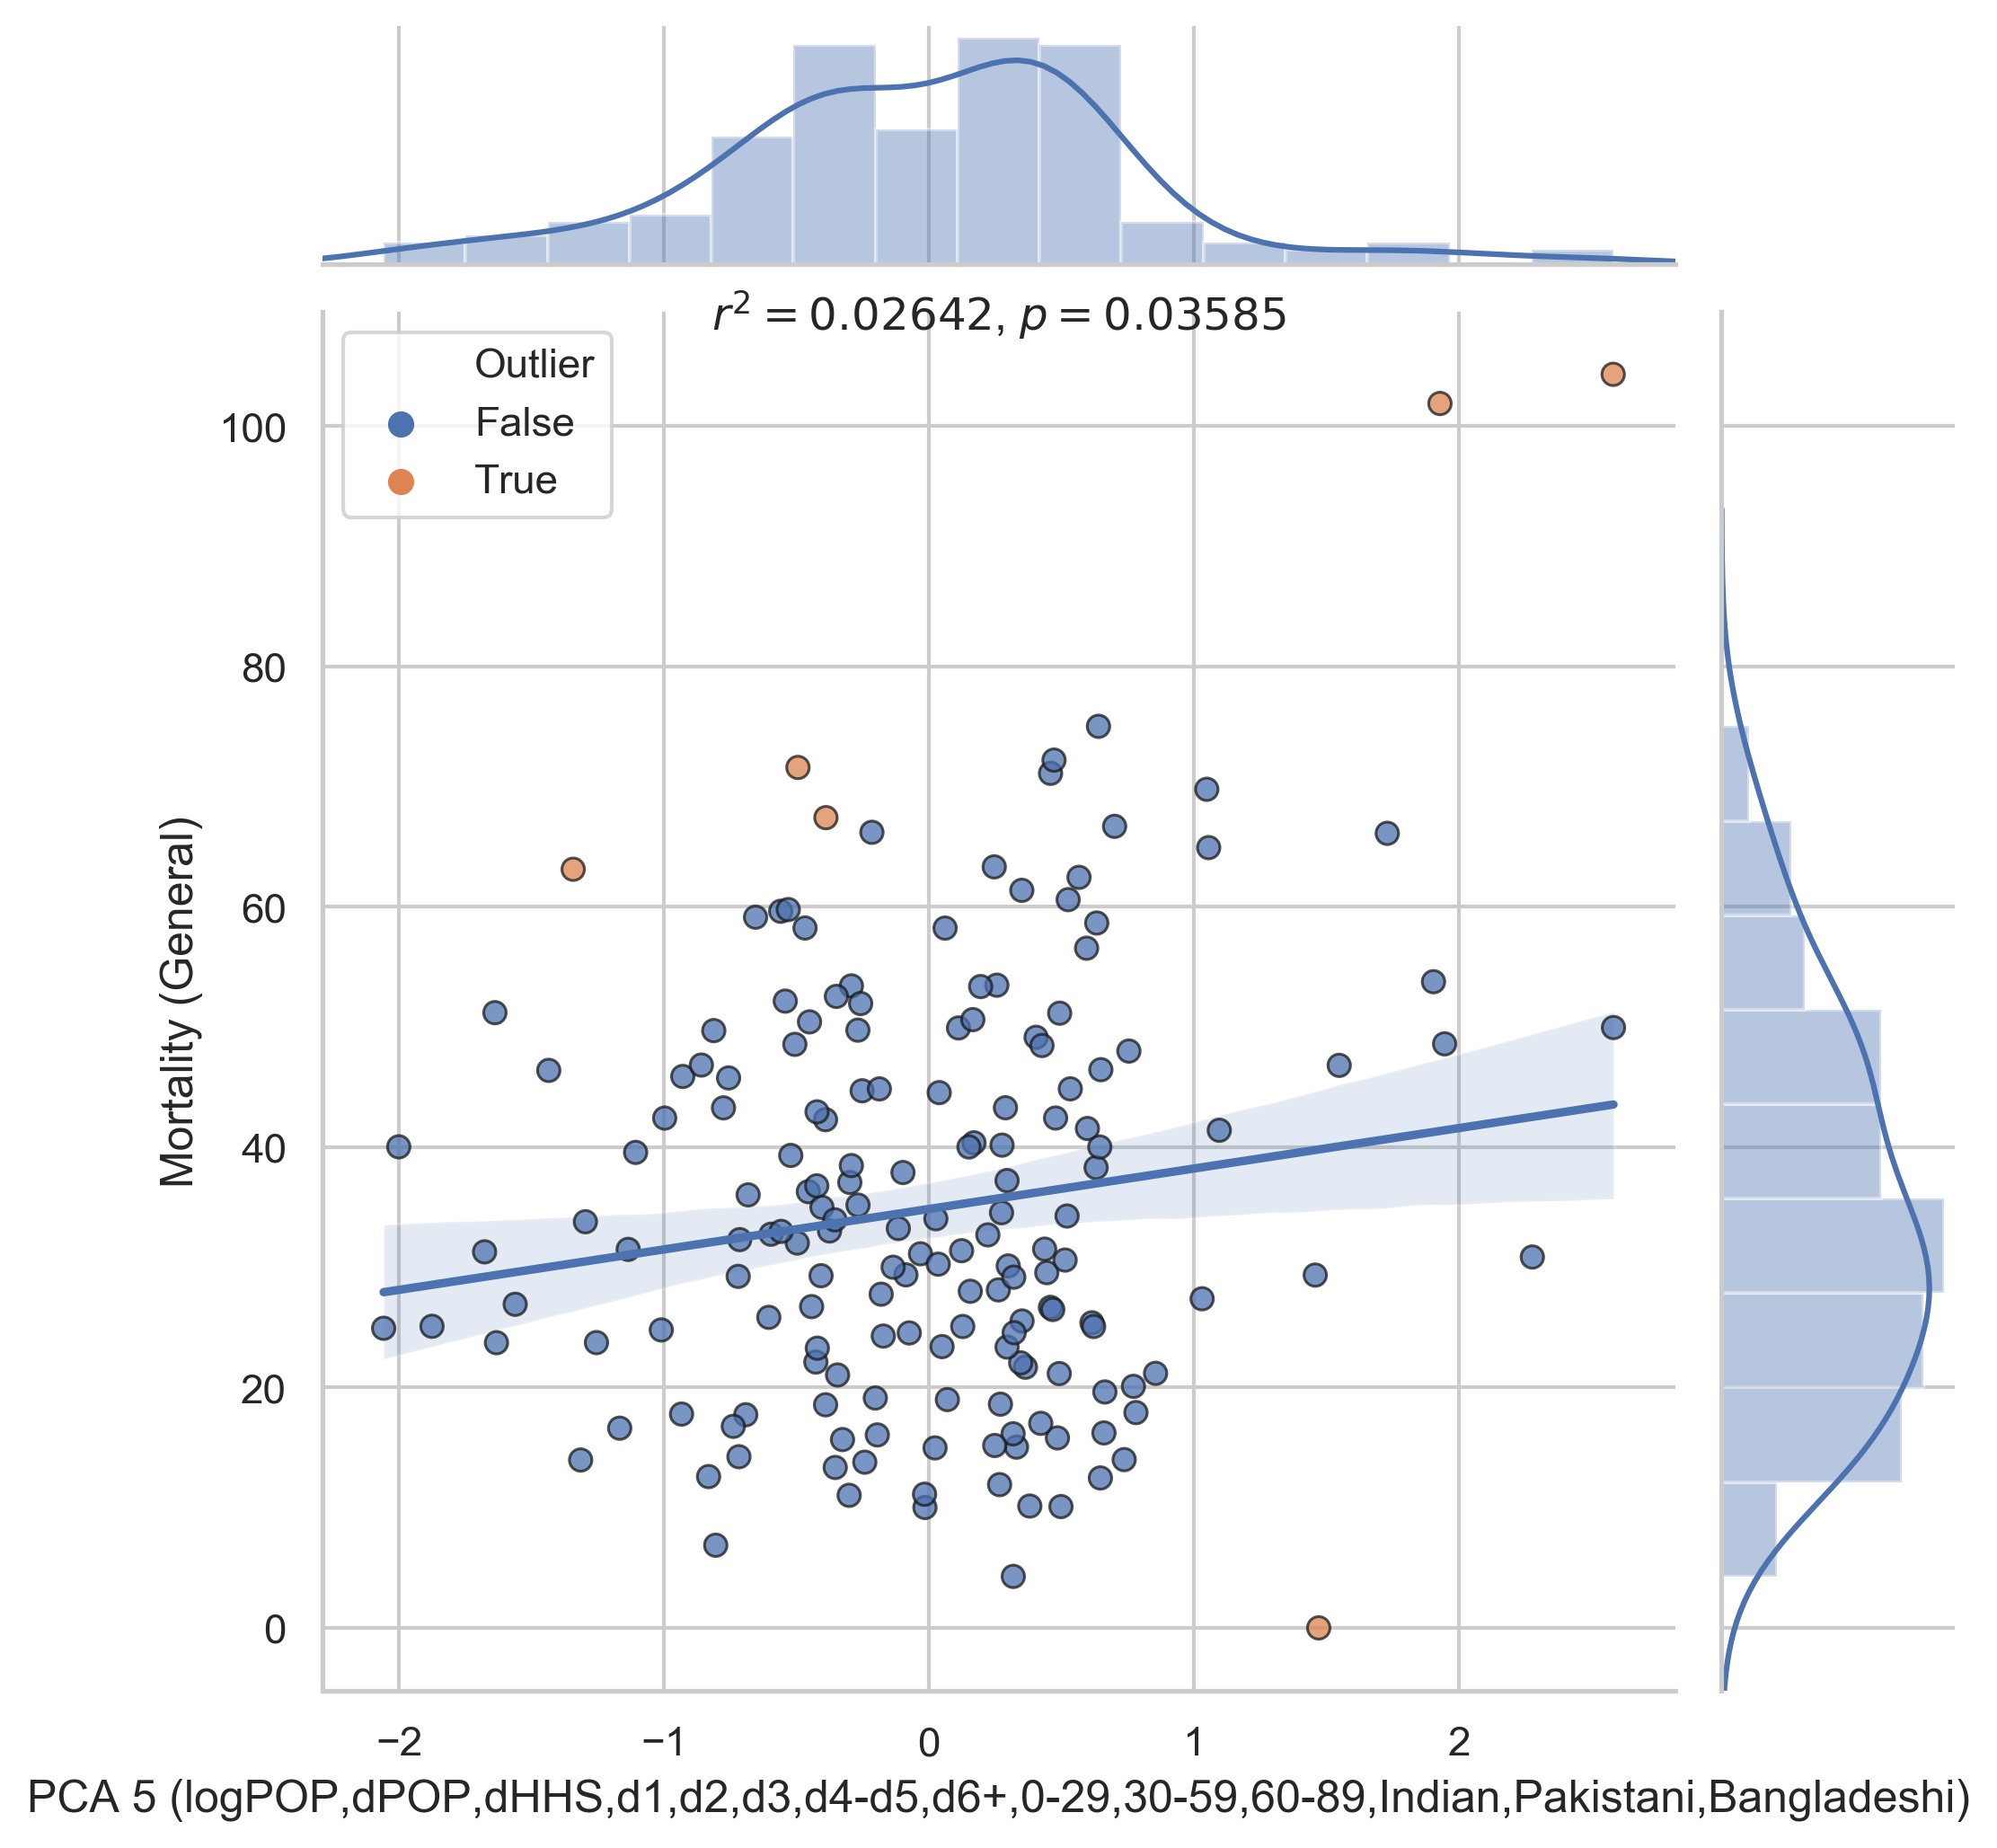 r² = 0.02642, p = 0.03585
Outlier
False
True
100
80
60
40
20
0
Mortality (General)
−2 −1 0 1 2
PCA 5 (logPOP,dPOP,dHHS,d1,d2,d3,d4-d5,d6+,0-29,30-59,60-89,Indian,Pakistani,Bangladeshi)